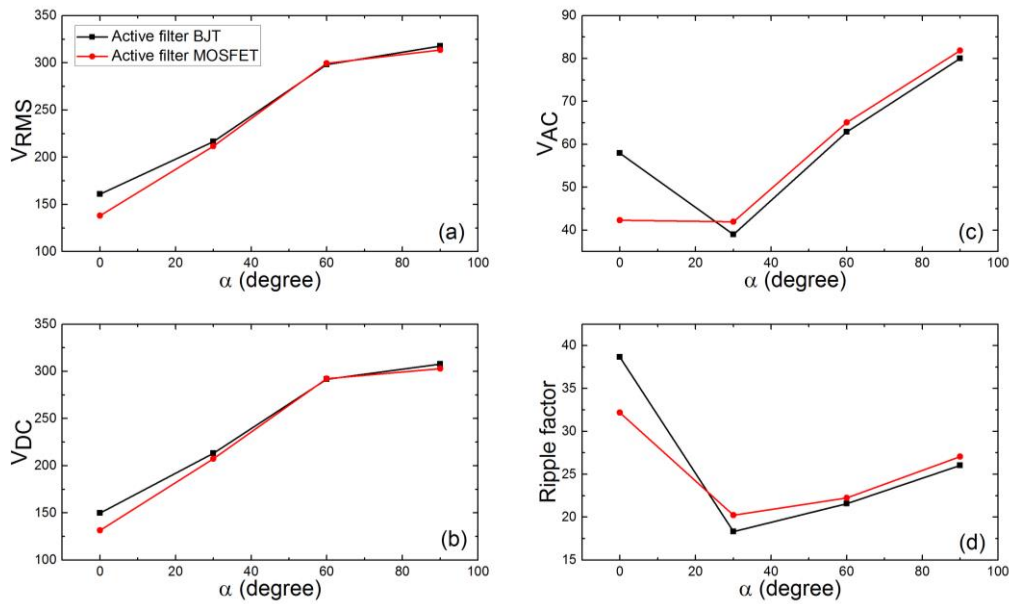 350
300
250
200
150
100
VRMS
Active filter BJT
Active filter MOSFET
(a)
0 20 40 60 80 100
α (degree)
90
80
70
60
50
40
VAC
(c)
0 20 40 60 80 100
α (degree)
350
300
250
200
150
100
VDC
(b)
0 20 40 60 80 100
α (degree)
40
35
30
25
20
15
Ripple factor
(d)
0 20 40 60 80 100
α (degree)